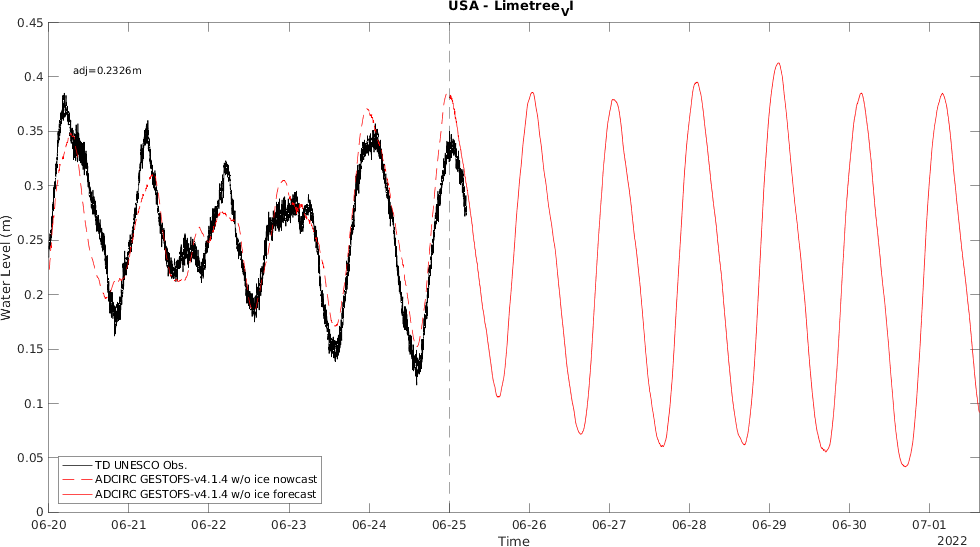 USA - Limetree_VI
0.45
adj=0.2326m
0.4
0.35
0.3
0.25
0.2
0.15
0.1
0.05
0
Water Level (m)
TD UNESCO Obs.
ADCIRC GESTOFS-v4.1.4 w/o ice nowcast
ADCIRC GESTOFS-v4.1.4 w/o ice forecast
06-20 06-21 06-22 06-23 06-24 06-25 06-26 06-27 06-28 06-29 06-30 07-01
Time
2022